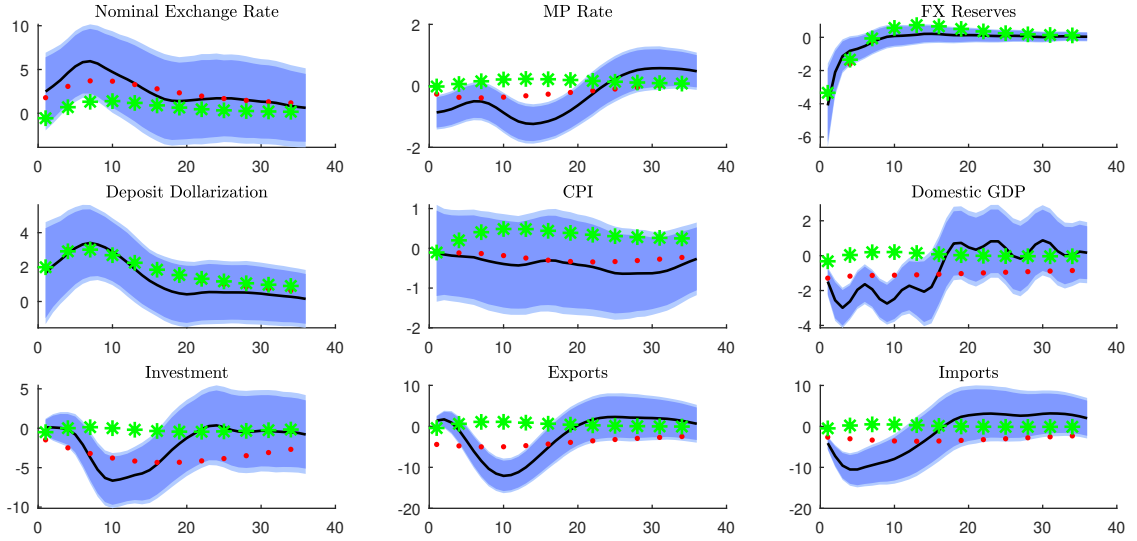 Nominal Exchange Rate
10
5
0
0 10 20 30 40
MP Rate
2
0
-2
0 10 20 30 40
FX Reserves
0
-2
-4
-6
0 10 20 30 40
Deposit Dollarization
4
2
0
0 10 20 30 40
CPI
1
0
-1
-2
0 10 20 30 40
Domestic GDP
2
0
-2
-4
0 10 20 30 40
Investment
5
0
-5
-10
0 10 20 30 40
Exports
10
0
-10
-20
0 10 20 30 40
Imports
10
0
-10
-20
0 10 20 30 40